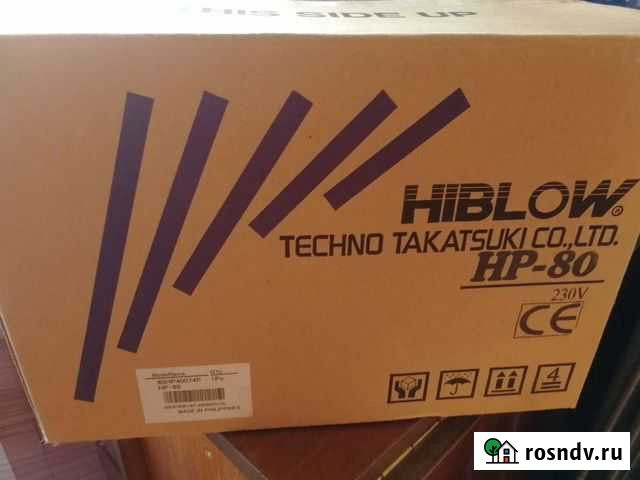 THIS SIDE UP
HIBLOW®
TECHNO TAKATSUKI CO.,LTD.
HP-80
230V
CE
HP-80
MADE IN PHILIPPINES
4
rosndv.ru